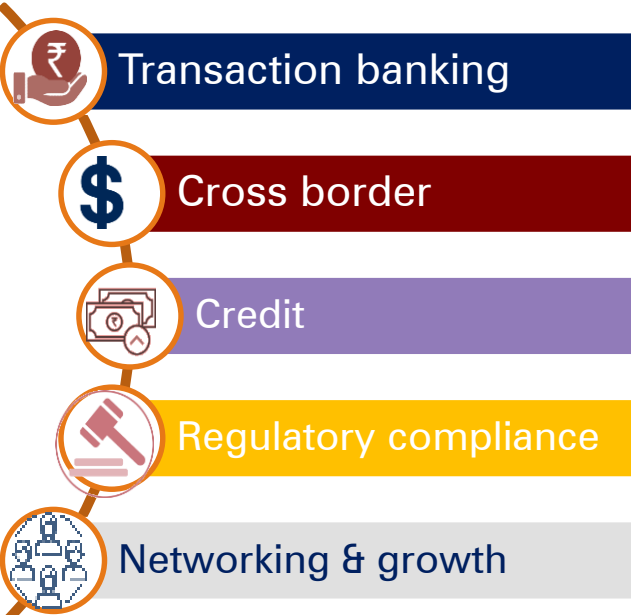 ₹
Transaction banking
$
Cross border
₹
Credit
Regulatory compliance
Networking & growth